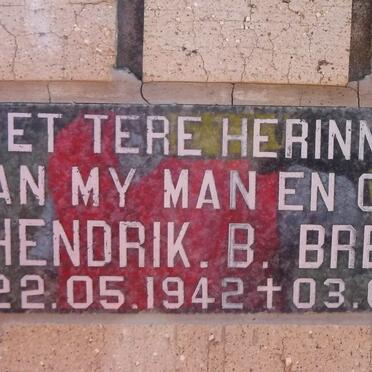 ET TERE HERINN
AN MY MAN EN
HENDRIK. B. BRE
22.05.1942 + 03.